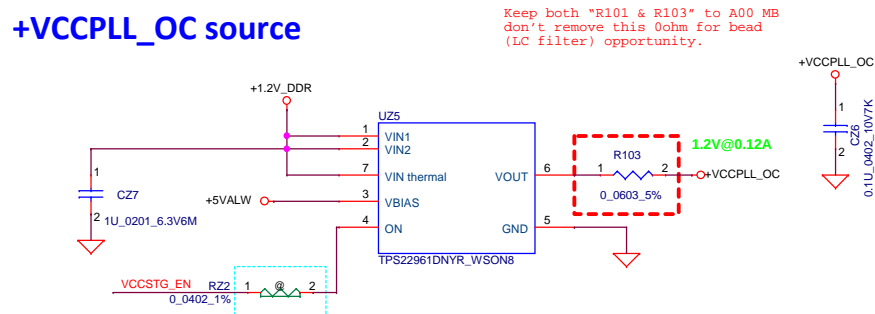 +VCCPLL_OC source
Keep both "R101 & R103" to A00 MB
don't remove this 0ohm for bead
(LC filter) opportunity.
+VCCPLL_OC
1
CZ6
2
0.1U_0402_10V7K
+1.2V_DDR
UZ5
1
VIN1
2
VIN2
7
VIN thermal
VOUT
6
3
VBIAS
4
ON
GND
5
TPS22961DNYR_WSON8
1
CZ7
2
1U_0201_6.3V6M
+5VALW
1.2V@0.12A
1
R103
2
0_0603_5%
+VCCPLL_OC
VCCSTG_EN
RZ2
1
@
2
0_0402_1%